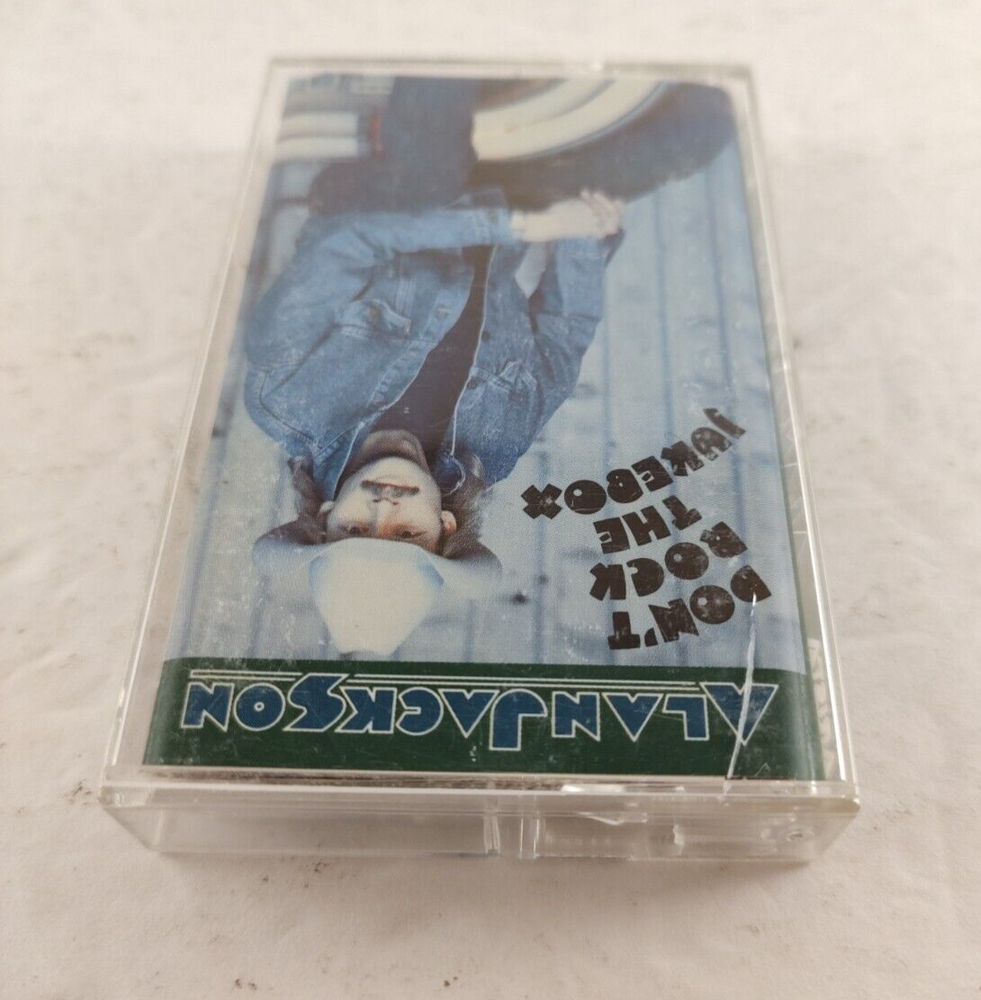 ALAN JACKSON
DON'T
ROCK
THE
JUKEBOX